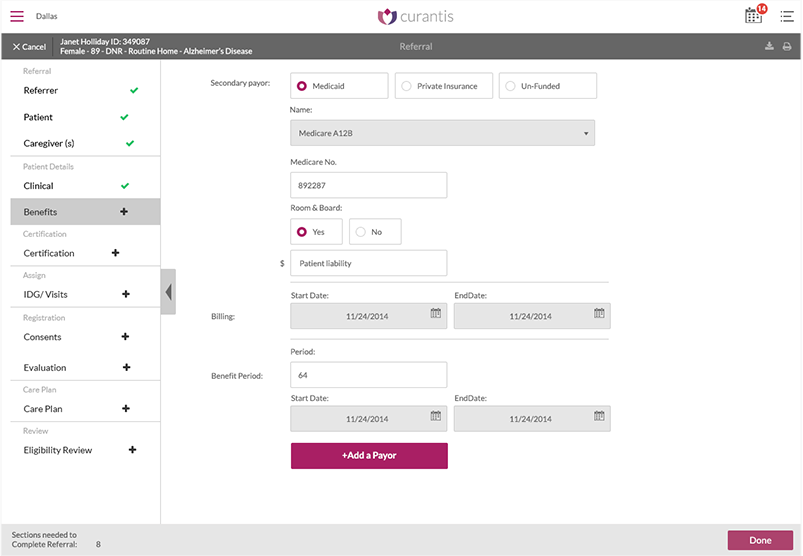 Dallas
curantis
14
Cancel
Janet Holliday ID: 349087
Female - 89 - DNR - Routine Home - Alzheimer's Disease
Referral
Referral
Referrer
Patient
Caregiver (s)
Patient Details
Clinical
Benefits
Certification
Certification
Assign
IDG/ Visits
Registration
Consents
Evaluation
Care Plan
Care Plan
Review
Eligibility Review
Secondary payor:
Medicaid
Private Insurance
Un-Funded
Name:
Medicare A12B
Medicare No.
892287
Room & Board:
Yes
No
$ Patient liability
Start Date:
EndDate:
Billing:
11/24/2014
11/24/2014
Period:
Benefit Period:
64
Start Date:
EndDate:
11/24/2014
11/24/2014
+Add a Payor
Sections needed to
Complete Referral: 8
Done